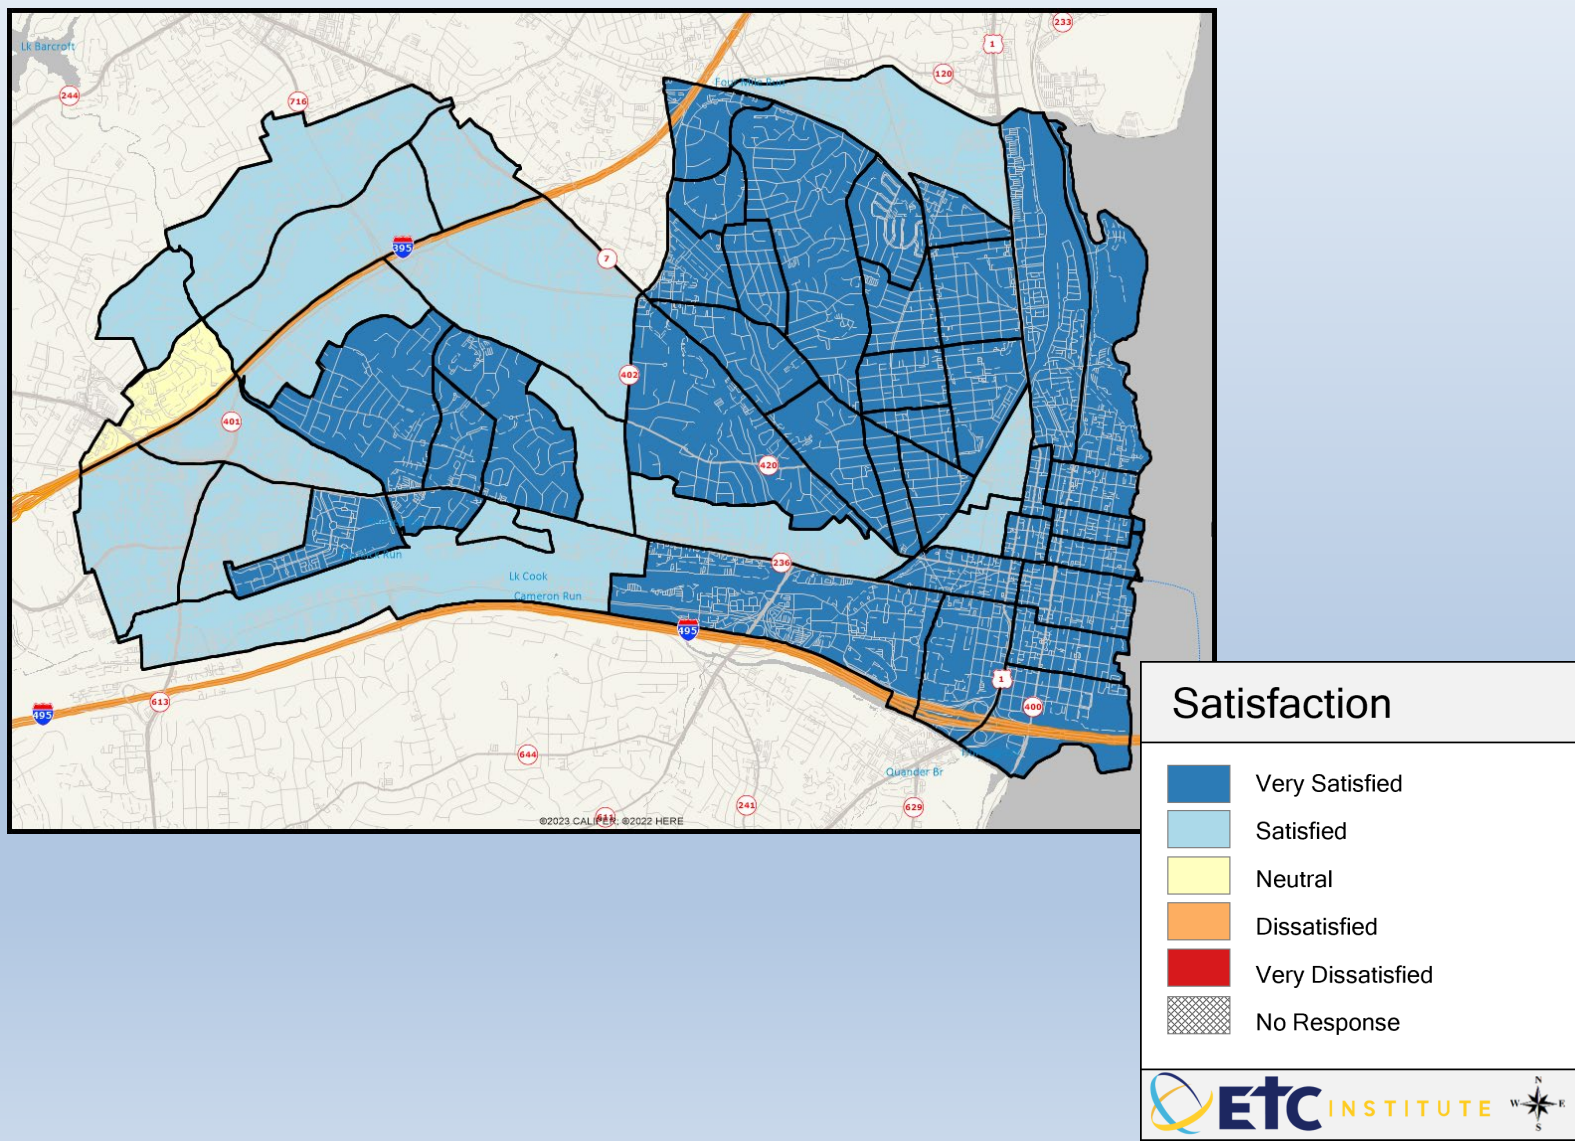 233
1
Lk Barcroft
120
Four Mile Run
244
716
395
7
402
401
420
236
Lk Cook
Cameron Run
495
1
613
400
495
644
Quander Br
241
629
611
©2023 CALIPER; ©2022 HERE
Satisfaction
Very Satisfied
Satisfied
Neutral
Dissatisfied
Very Dissatisfied
No Response
ETC INSTITUTE
N
W E
S